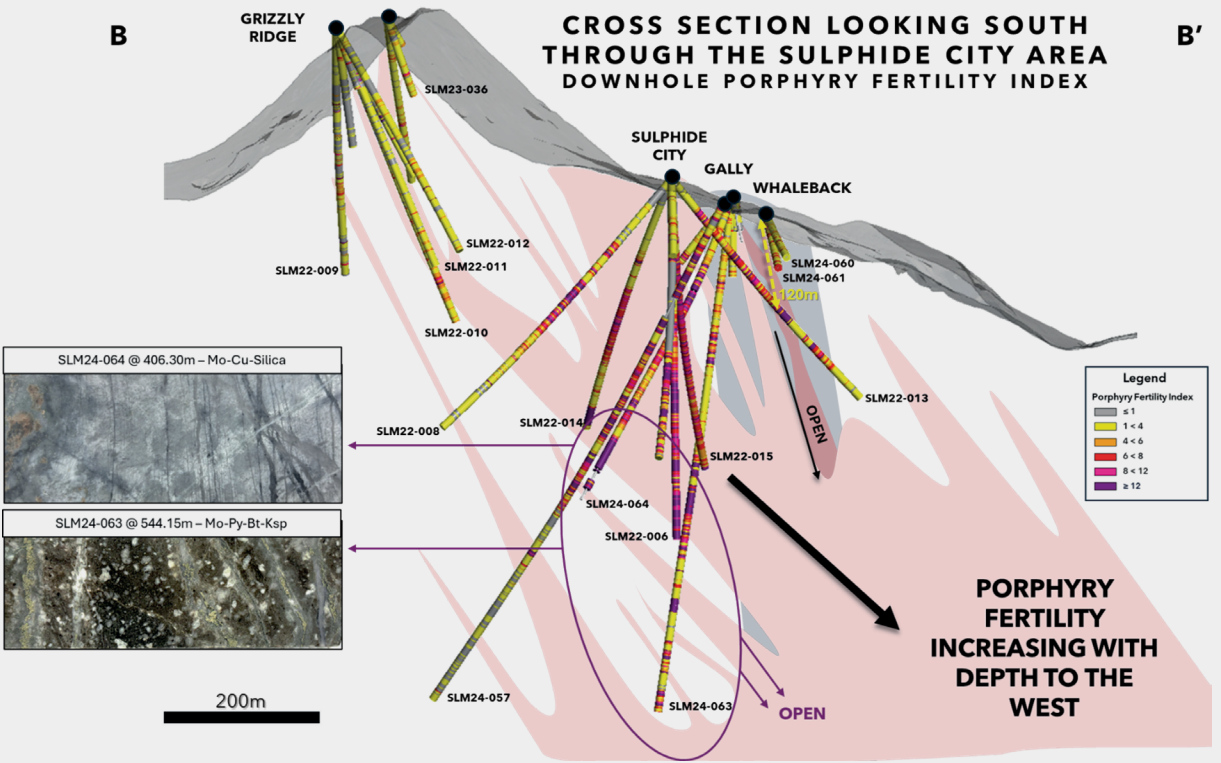 B
GRIZZLY
RIDGE
CROSS SECTION LOOKING SOUTH
THROUGH THE SULPHIDE CITY AREA
DOWNHOLE PORPHYRY FERTILITY INDEX
B’
SLM23-036
SULPHIDE
CITY
GALLY
WHALEBACK
SLM22-012
SLM22-011
SLM22-009
SLM22-010
SLM24-060
SLM24-061
120m
SLM24-064 @ 406.30m – Mo-Cu-Silica
SLM24-063 @ 544.15m – Mo-Py-Bt-Ksp
SLM22-008
SLM22-014
SLM22-013
OPEN
SLM22-015
SLM24-064
SLM22-006
Legend
Porphyry Fertility Index
≤ 1
1 < 4
4 < 6
6 < 8
8 < 12
≥ 12
PORPHYRY
FERTILITY
INCREASING WITH
DEPTH TO THE
WEST
SLM24-057
SLM24-063
OPEN
200m